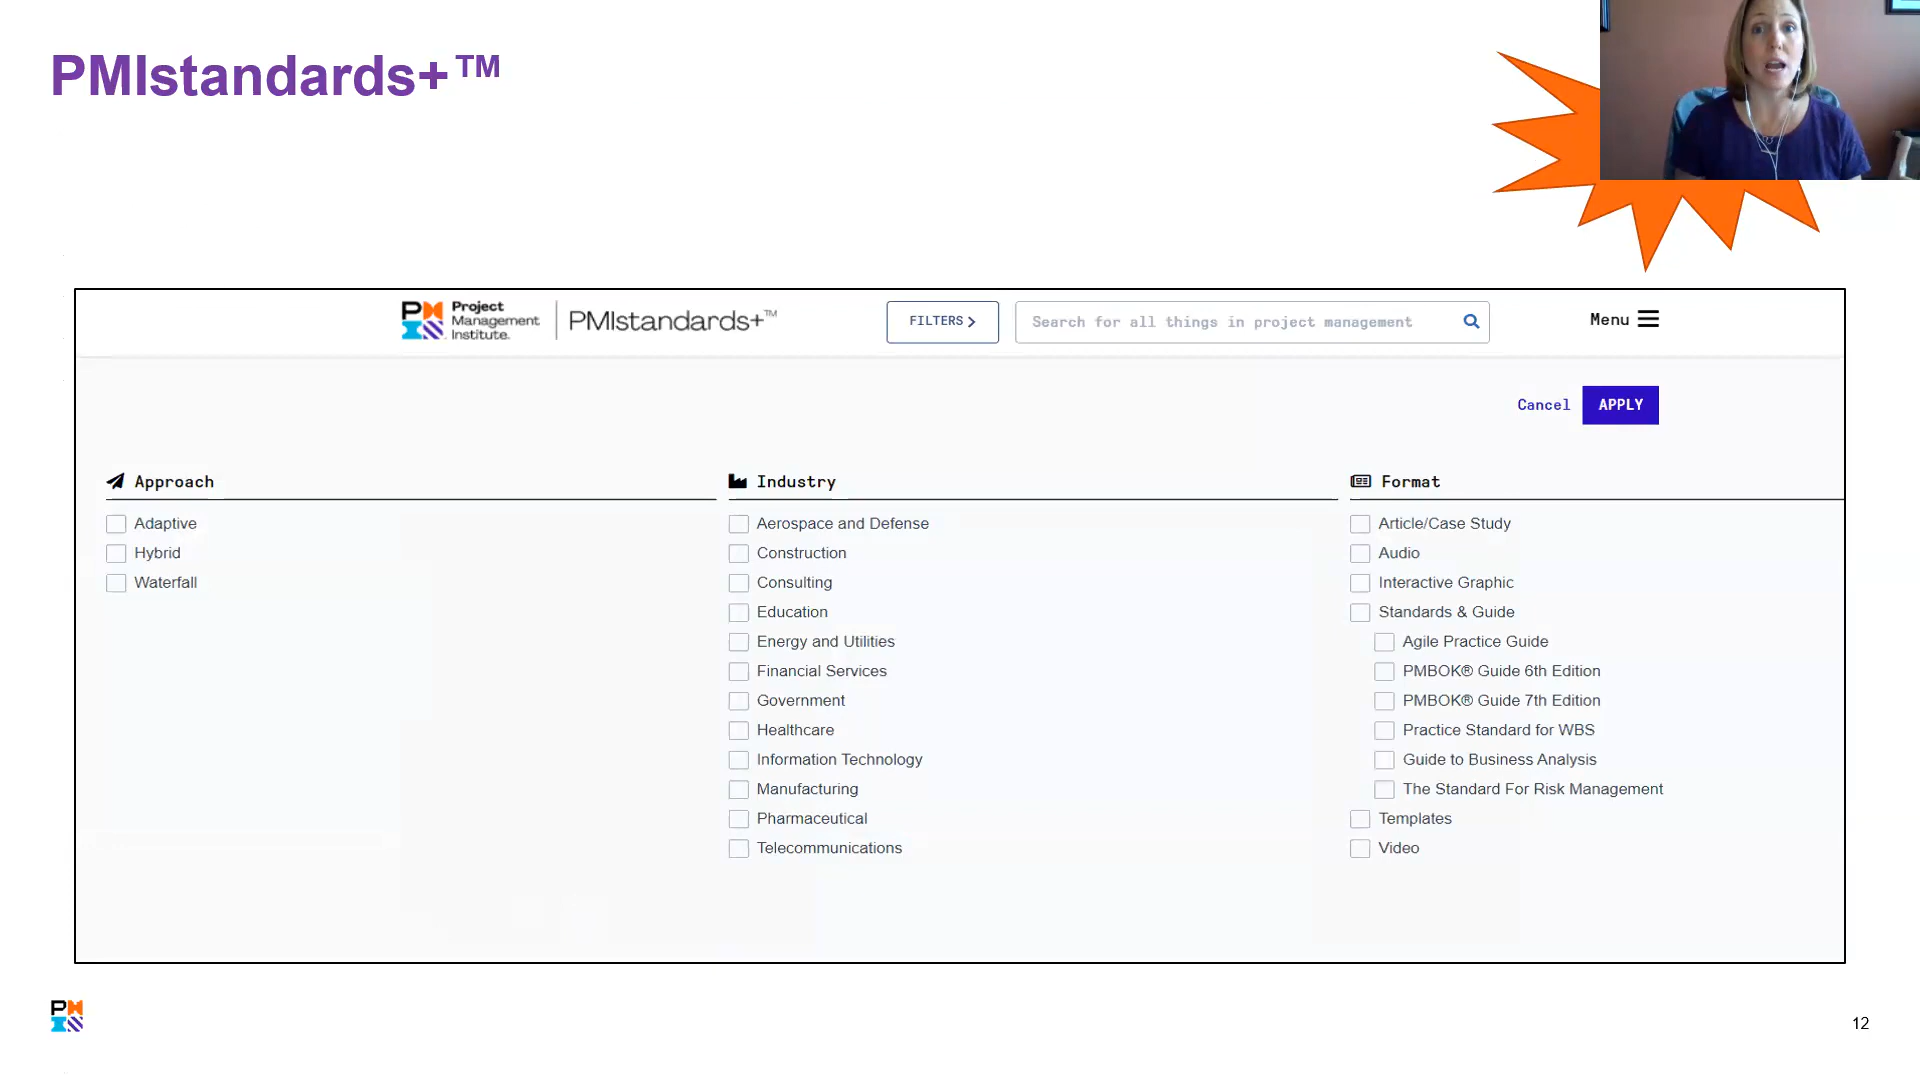 PMIstandards+™
Project
Management
Institute.
PMIstandards+™
FILTERS
Search for all things in project management
Menu
Cancel
APPLY
Approach
Adaptive
Hybrid
Waterfall
Industry
Aerospace and Defense
Construction
Consulting
Education
Energy and Utilities
Financial Services
Government
Healthcare
Information Technology
Manufacturing
Pharmaceutical
Telecommunications
Format
Article/Case Study
Audio
Interactive Graphic
Standards & Guide
Agile Practice Guide
PMBOK® Guide 6th Edition
PMBOK® Guide 7th Edition
Practice Standard for WBS
Guide to Business Analysis
The Standard For Risk Management
Templates
Video
12